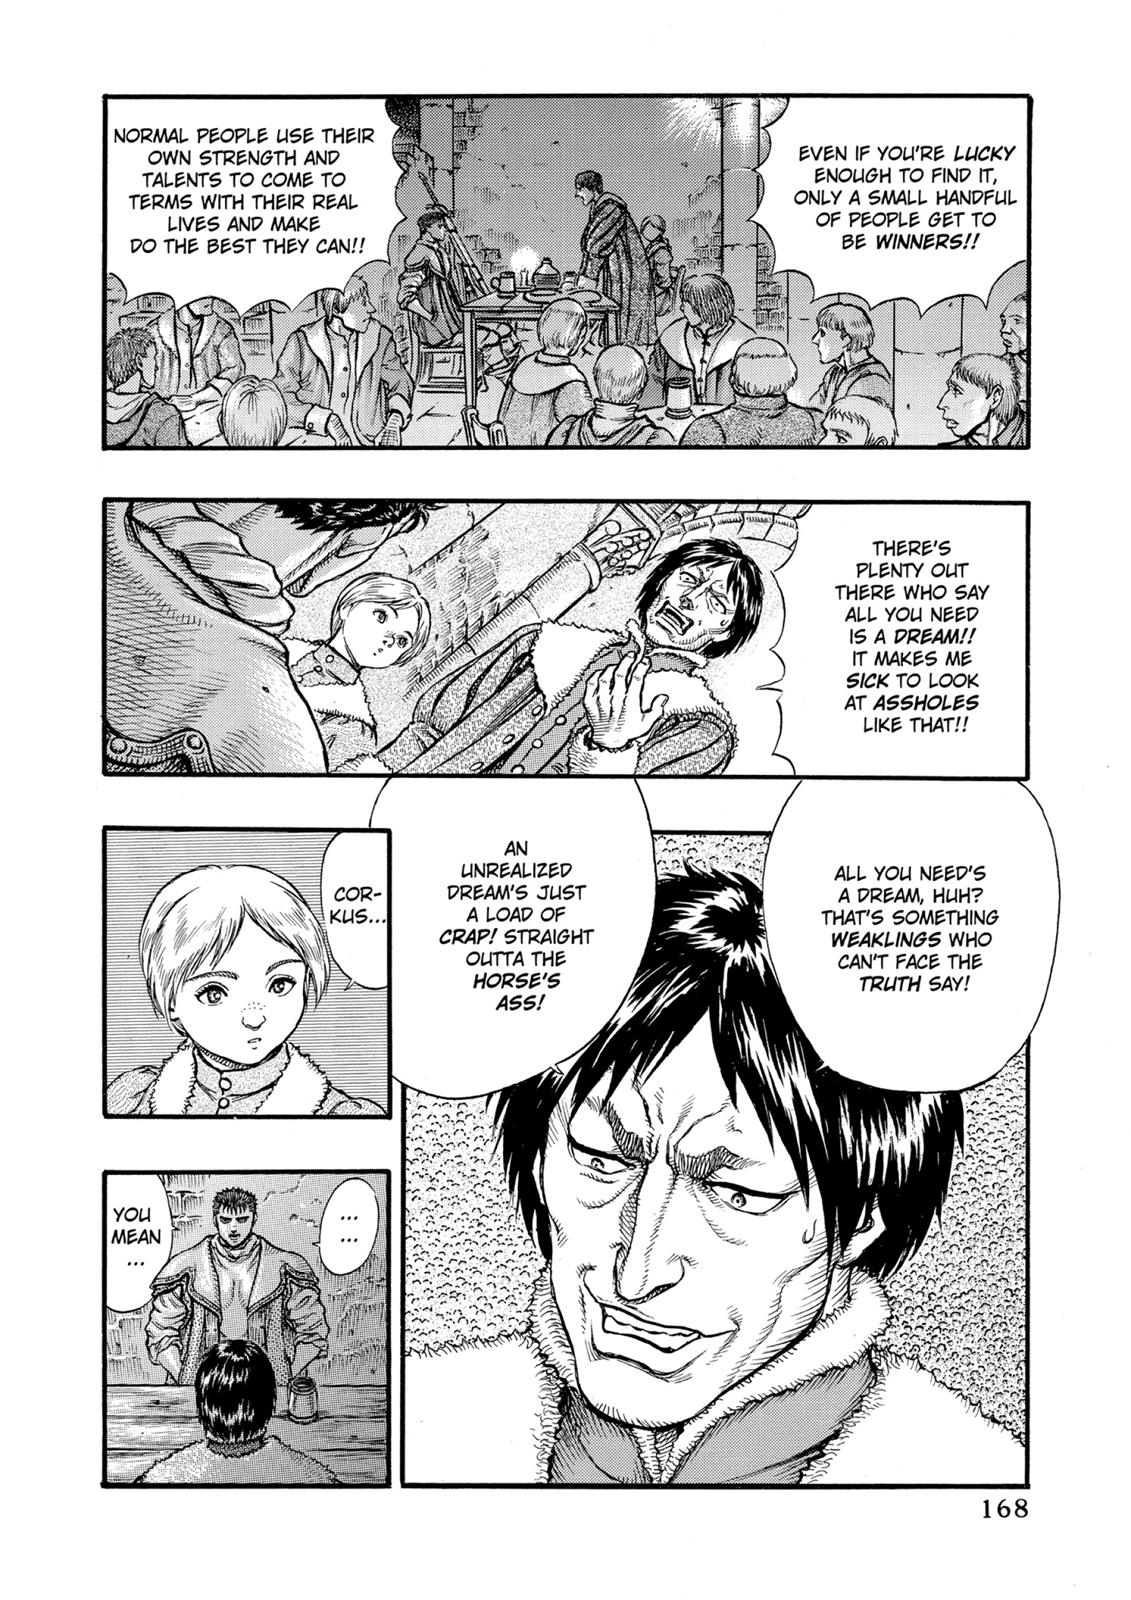 EVEN IF YOU'RE LUCKY
ENOUGH TO FIND IT,
ONLY A SMALL HANDFUL
OF PEOPLE GET TO
BE WINNERS!!
NORMAL PEOPLE USE THEIR
OWN STRENGTH AND
TALENTS TO COME TO
TERMS WITH THEIR REAL
LIVES AND MAKE
DO THE BEST THEY CAN!!
THERE'S
PLENTY OUT
THERE WHO SAY
ALL YOU NEED
IS A DREAM!!
IT MAKES ME
SICK TO LOOK
AT ASSHOLES
LIKE THAT!!
ALL YOU NEED'S
A DREAM, HUH?
THAT'S SOMETHING
WEAKLINGS WHO
CAN'T FACE THE
TRUTH SAY!
AN
UNREALIZED
DREAM'S JUST
A LOAD OF
CRAP! STRAIGHT
OUTTA THE
HORSE'S
ASS!
COR-
KUS...
...
...
YOU
MEAN
...
168